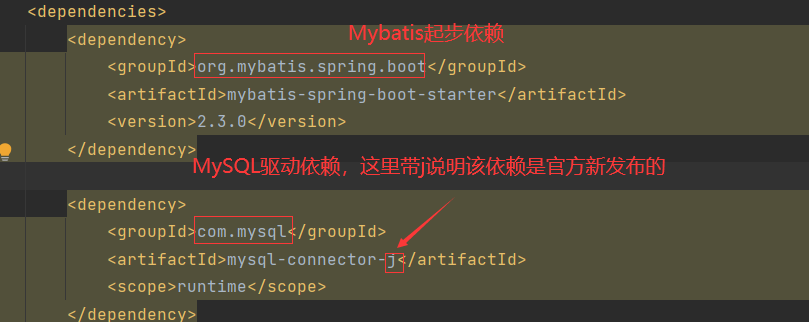 <dependencies>
<dependency>
Mybatis起步依赖
<groupId>org.mybatis.spring.boot</groupId>
<artifactId>mybatis-spring-boot-starter</artifactId>
<version>2.3.0</version>
</dependency>
MySQL驱动依赖，这里带j说明该依赖是官方新发布的
<dependency>
<groupId>com.mysql</groupId>
<artifactId>mysql-connector-j</artifactId>
<scope>runtime</scope>
</dependency>